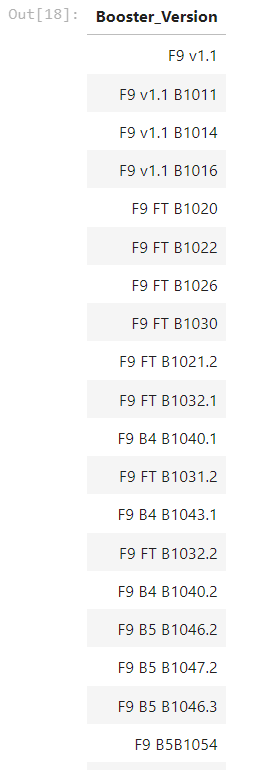 Out[18]:
Booster_Version
F9 v1.1
F9 v1.1 B1011
F9 v1.1 B1014
F9 v1.1 B1016
F9 FT B1020
F9 FT B1022
F9 FT B1026
F9 FT B1030
F9 FT B1021.2
F9 FT B1032.1
F9 B4 B1040.1
F9 FT B1031.2
F9 B4 B1043.1
F9 FT B1032.2
F9 B4 B1040.2
F9 B5 B1046.2
F9 B5 B1047.2
F9 B5 B1046.3
F9 B5B1054